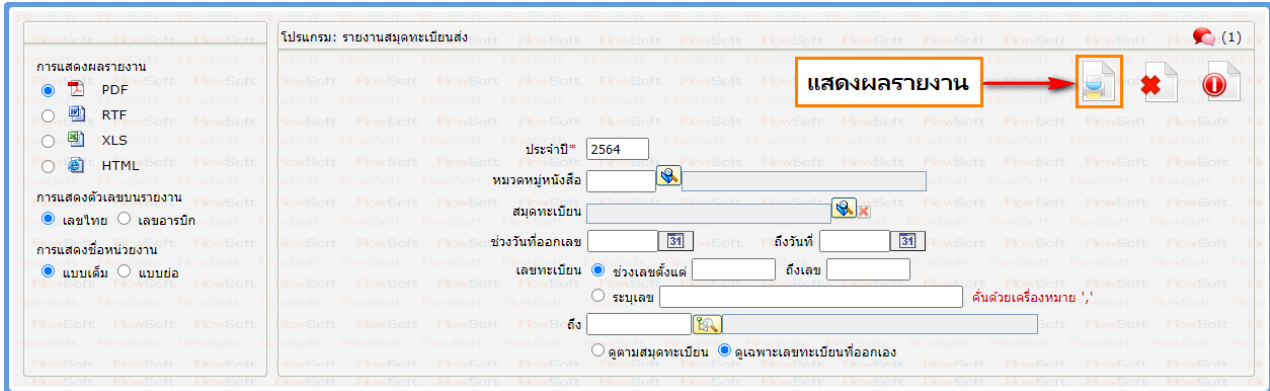 โปรแกรม: รายงานสมุดทะเบียนส่ง
(1)
การแสดงผลรายงาน
PDF
RTF
XLS
HTML
การแสดงตัวเลขบนรายงาน
เลขไทย เลขอารบิก
การแสดงชื่อหน่วยงาน
แบบเต็ม แบบย่อ
แสดงผลรายงาน
ประจำปี* 2564
หมวดหมู่หนังสือ
สมุดทะเบียน
ช่วงวันที่ออกเลข 31 ถึงวันที่ 31
เลขทะเบียน ช่วงเลขตั้งแต่ ถึงเลข
ระบุเลข คั่นด้วยเครื่องหมาย ','
ถึง
ดูตามสมุดทะเบียน ดูเฉพาะเลขทะเบียนที่ออกเอง
FlowSoft